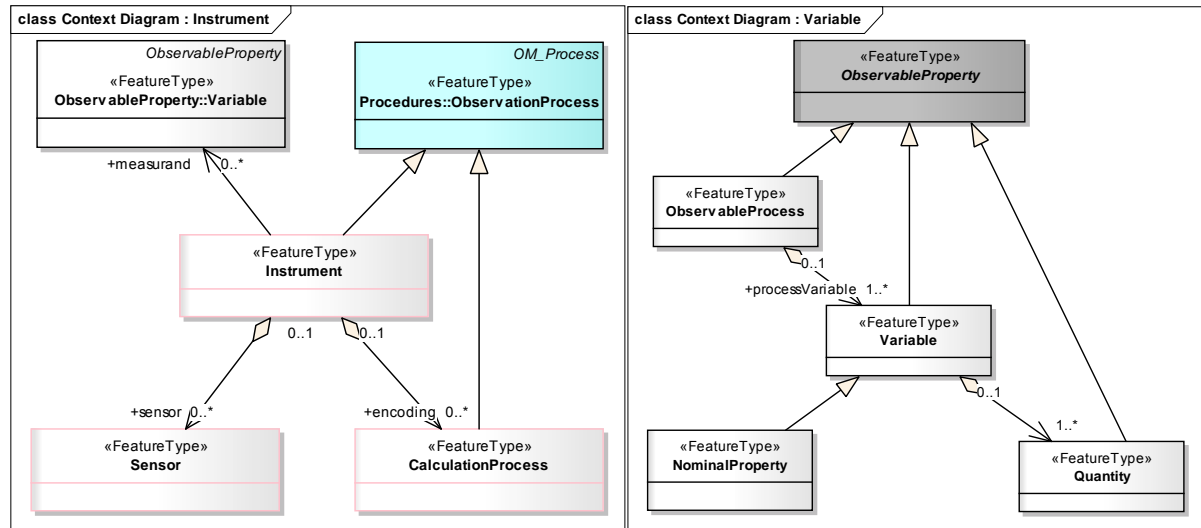 class Context Diagram : Instrument
ObservableProperty
«FeatureType»
ObservableProperty::Variable
OM_Process
«FeatureType»
Procedures::ObservationProcess
+measurand 0..*
«FeatureType»
Instrument
0..1
0..1
+sensor 0..*
+encoding 0..*
«FeatureType»
Sensor
«FeatureType»
CalculationProcess
class Context Diagram : Variable
«FeatureType»
ObservableProperty
«FeatureType»
ObservableProcess
0..1
+processVariable 1..*
«FeatureType»
Variable
0..1
1..*
«FeatureType»
NominalProperty
«FeatureType»
Quantity